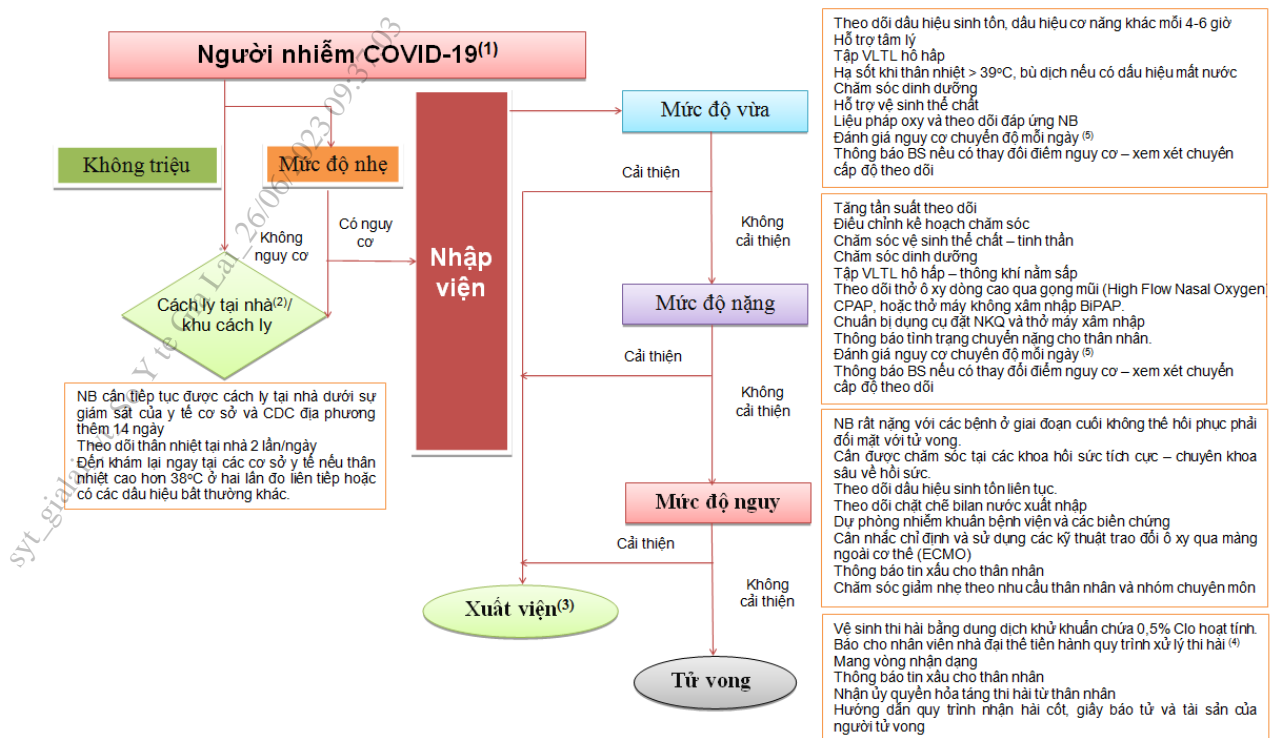 Người nhiễm COVID-19(1)
Không triệu
Mức độ nhẹ
Không
nguy cơ
Có nguy
cơ
Cách ly tại nhà(2)/
khu cách ly
NB cần tiếp tục được cách ly tại nhà dưới sự
giám sát của y tế cơ sở và CDC địa phương
thêm 14 ngày
Theo dõi thân nhiệt tại nhà 2 lần/ngày
Đến khám lại ngay tại các cơ sở y tế nếu thân
nhiệt cao hơn 38ºC ở hai lần đo liên tiếp hoặc
có các dấu hiệu bất thường khác.
Nhập
viện
Mức độ vừa
Cải thiện
Không
cải thiện
Mức độ nặng
Cải thiện
Không
cải thiện
Mức độ nguy
Cải thiện
Không
cải thiện
Xuất viện(3)
Tử vong
Theo dõi dấu hiệu sinh tồn, dấu hiệu cơ năng khác mỗi 4-6 giờ
Hỗ trợ tâm lý
Tập VLTL hô hấp
Hạ sốt khi thân nhiệt > 39ºC, bù dịch nếu có dấu hiệu mất nước
Chăm sóc dinh dưỡng
Hỗ trợ vệ sinh thể chất
Liệu pháp oxy và theo dõi đáp ứng NB
Đánh giá nguy cơ chuyển độ mỗi ngày (5)
Thông báo BS nếu có thay đổi điểm nguy cơ – xem xét chuyển
cấp độ theo dõi
Tăng tần suất theo dõi
Điều chỉnh kế hoạch chăm sóc
Chăm sóc vệ sinh thể chất – tinh thần
Chăm sóc dinh dưỡng
Tập VLTL hô hấp – thông khí nằm sấp
Theo dõi thở ô xy dòng cao qua gọng mũi (High Flow Nasal Oxygen)
CPAP, hoặc thở máy không xâm nhập BiPAP.
Chuẩn bị dụng cụ đặt NKQ và thở máy xâm nhập
Thông báo tình trạng chuyển nặng cho thân nhân.
Đánh giá nguy cơ chuyển độ mỗi ngày (5)
Thông báo BS nếu có thay đổi điểm nguy cơ – xem xét chuyển
cấp độ theo dõi
NB rất nặng với các bệnh ở giai đoạn cuối không thể hồi phục phải
đối mặt với tử vong.
Cần được chăm sóc tại các khoa hồi sức tích cực – chuyên khoa
sâu về hồi sức.
Theo dõi dấu hiệu sinh tồn liên tục.
Theo dõi chặt chẽ bilan nước xuất nhập
Dự phòng nhiễm khuẩn bệnh viện và các biến chứng
Cân nhắc chỉ định và sử dụng các kỹ thuật trao đổi ô xy qua màng
ngoài cơ thể (ECMO)
Thông báo tin xấu cho thân nhân
Chăm sóc giảm nhẹ theo nhu cầu thân nhân và nhóm chuyên môn
Vệ sinh thi hài bằng dung dịch khử khuẩn chứa 0,5% Clo hoạt tính.
Báo cho nhân viên nhà đại thể tiến hành quy trình xử lý thi hài (4)
Mang vòng nhận dạng
Thông báo tin xấu cho thân nhân
Nhận ủy quyền hỏa táng thi hài từ thân nhân
Hướng dẫn quy trình nhận hài cốt, giấy báo tử và tài sản của
người tử vong